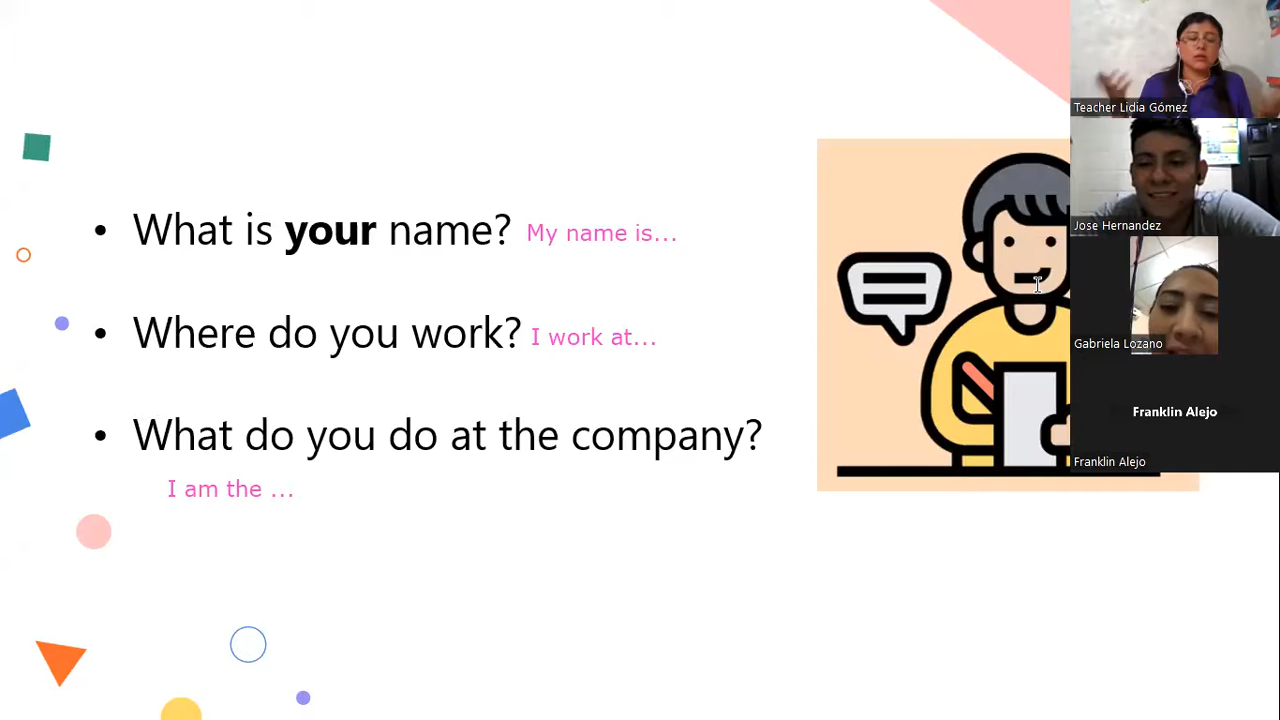 • What is your name? My name is...
• Where do you work? I work at...
• What do you do at the company?
I am the ...
Teacher Lidia Gómez
Jose Hernandez
Gabriela Lozano
Franklin Alejo
Franklin Alejo